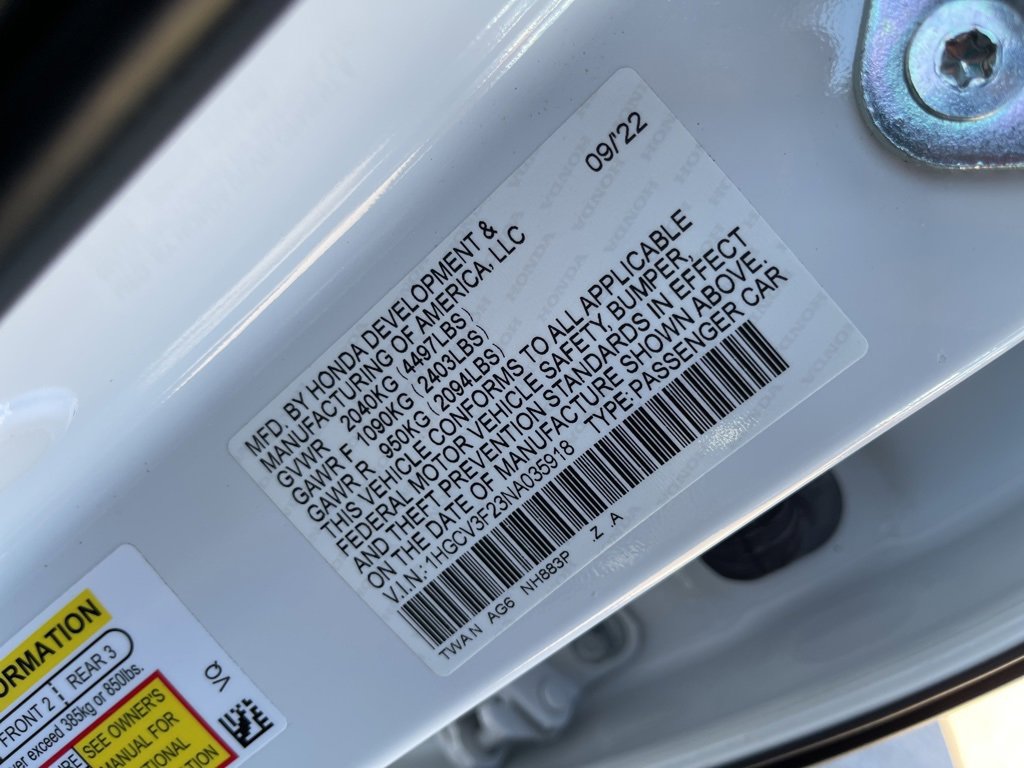 09/'22
MFD. BY HONDA DEVELOPMENT &
MANUFACTURING OF AMERICA, LLC
GVWR 2040KG (4497LBS)
GAWR F 1090KG (2403LBS)
GAWR R 950KG (2094LBS)
THIS VEHICLE CONFORMS TO ALL APPLICABLE
FEDERAL MOTOR VEHICLE SAFETY, BUMPER,
AND THEFT PREVENTION STANDARDS IN EFFECT
ON THE DATE OF MANUFACTURE SHOWN ABOVE.
V.I.N.:1HGCV3F23NA035918 TYPE:PASSENGER CAR
TWA.N AG6 NH883P Z .A
ORMATION
FRONT 2 REAR 3
er exceed 385kg or 850lbs.
SEE OWNER'S
MANUAL FOR